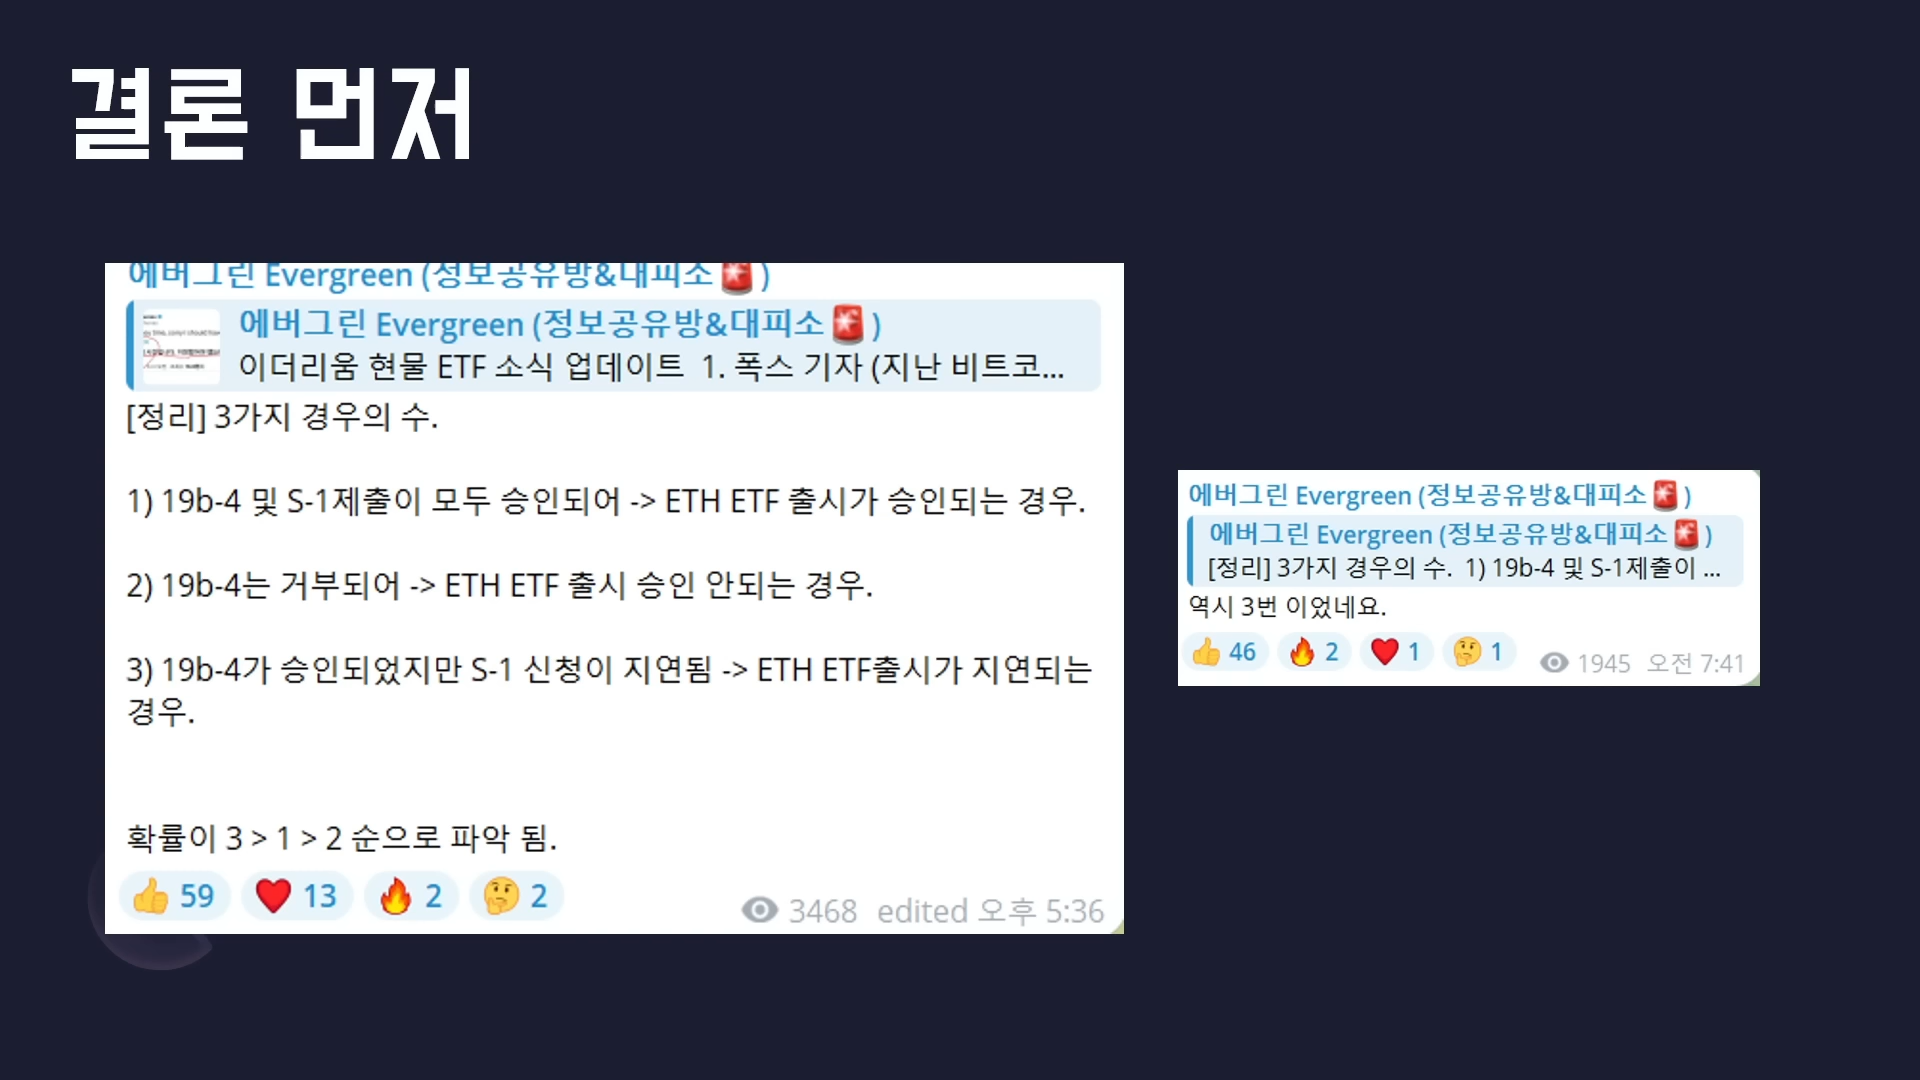 결론 먼저
에버그린 Evergreen (정보공유방&대피소🚨)
에버그린 Evergreen (정보공유방&대피소🚨)
이더리움 현물 ETF 소식 업데이트 1. 폭스 기자 (지난 비트코...
[정리] 3가지 경우의 수.
1) 19b-4 및 S-1제출이 모두 승인되어 -> ETH ETF 출시가 승인되는 경우.
2) 19b-4는 거부되어 -> ETH ETF 출시 승인 안되는 경우.
3) 19b-4가 승인되었지만 S-1 신청이 지연됨 -> ETH ETF출시가 지연되는
경우.
확률이 3 > 1 > 2 순으로 파악 됨.
👍 59 ❤️ 13 🔥 2 🤔 2
3468 edited 오후 5:36
에버그린 Evergreen (정보공유방&대피소🚨)
에버그린 Evergreen (정보공유방&대피소🚨)
[정리] 3가지 경우의 수. 1) 19b-4 및 S-1제출이 ...
역시 3번 이었네요.
👍 46 🔥 2 ❤️ 1 🤔 1
1945 오전 7:41